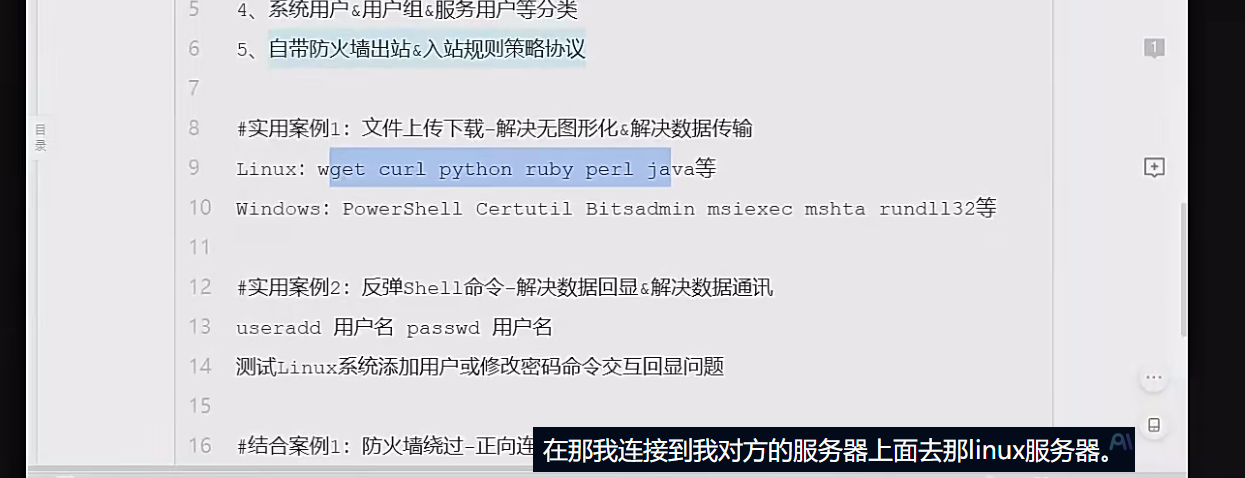 5 4、系统用户&用户组&服务用户等分类
6 5、自带防火墙出站&入站规则策略协议
1
7
目录
8 #实用案例1：文件上传下载-解决无图形化&解决数据传输
9 Linux：wget curl python ruby perl java等
10 Windows：PowerShell Certutil Bitsadmin msiexec mshta rundll32等
11
12 #实用案例2：反弹Shell命令-解决数据回显&解决数据通讯
13 useradd 用户名 passwd 用户名
14 测试Linux系统添加用户或修改密码命令交互回显问题
15
16 #结合案例1：防火墙绕过-正向连
在那我连接到我对方的服务器上面去那linux服务器。
AI